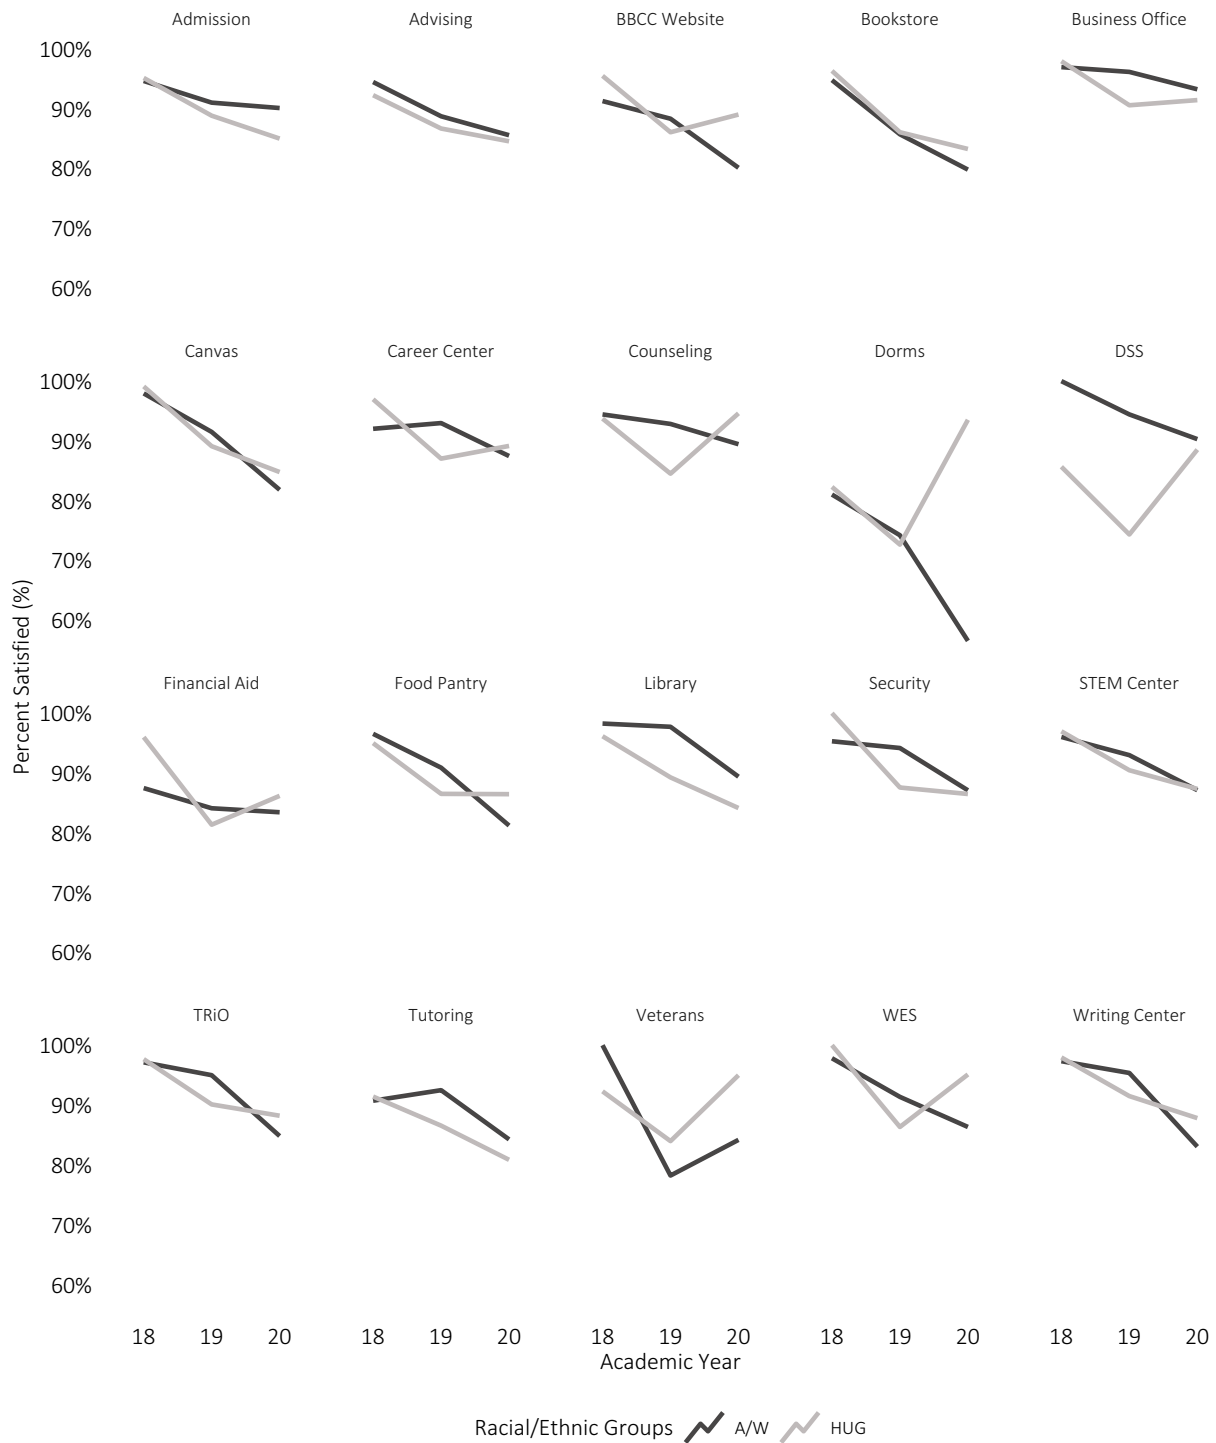 Admission Advising BBCC Website Bookstore Business Office
100%
90%
80%
70%
60%
Canvas Career Center Counseling Dorms DSS
100%
90%
80%
70%
60%
Percent Satisfied (%)
Financial Aid Food Pantry Library Security STEM Center
100%
90%
80%
70%
60%
TRiO Tutoring Veterans WES Writing Center
100%
90%
80%
70%
60%
18 19 20 18 19 20 18 19 20 18 19 20 18 19 20
Academic Year
Racial/Ethnic Groups A/W HUG